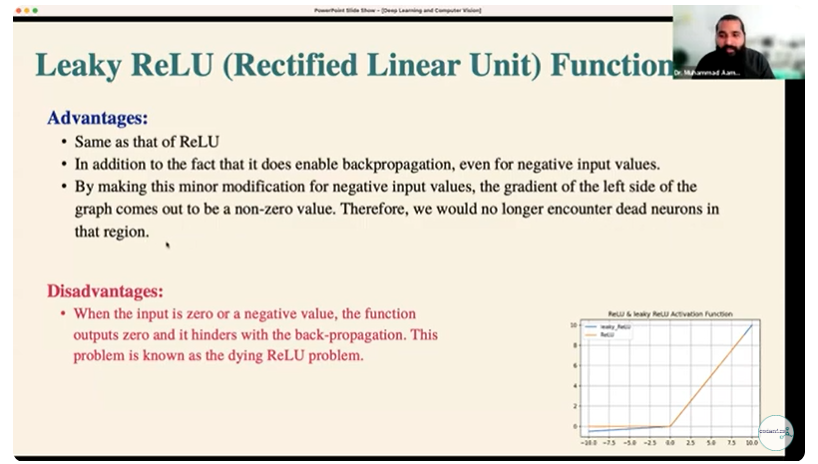 PowerPoint Slide Show - [Deep Learning and Computer Vision]
Leaky ReLU (Rectified Linear Unit) Function
Dr. Muhammad Aam...
Advantages:
• Same as that of ReLU
• In addition to the fact that it does enable backpropagation, even for negative input values.
• By making this minor modification for negative input values, the gradient of the left side of the
graph comes out to be a non-zero value. Therefore, we would no longer encounter dead neurons in
that region.
Disadvantages:
• When the input is zero or a negative value, the function
outputs zero and it hinders with the back-propagation. This
problem is known as the dying ReLU problem.
ReLU & leaky ReLU Activation Function
leaky_ReLU
ReLU
10
8
6
4
2
0
-10.0 -7.5 -5.0 -2.5 0.0 2.5 5.0 7.5 10.0